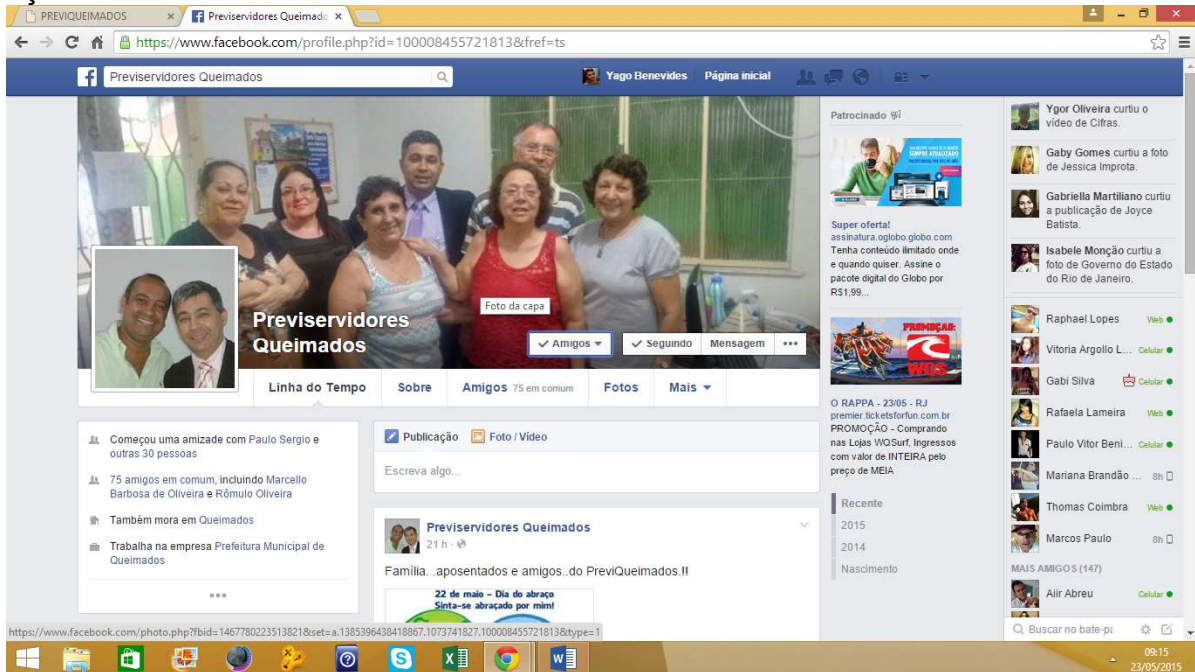 PREVIQUEIMADOS
Previservidores Queimado
https://www.facebook.com/profile.php?id=100008455721813&fref=ts
Previservidores Queimados
Yago Benevides
Página inicial
Foto da capa
Previservidores
Queimados
Amigos
Seguindo
Mensagem
Linha do Tempo
Sobre
Amigos 75 em comum
Fotos
Mais
Começou uma amizade com Paulo Sergio e
outras 30 pessoas
75 amigos em comum, incluindo Marcello
Barbosa de Oliveira e Rômulo Oliveira
Também mora em Queimados
Trabalha na empresa Prefeitura Municipal de
Queimados
Publicação
Foto / Vídeo
Escreva algo...
Previservidores Queimados
21 h
Família. .aposentados e amigos..do PreviQueimados.!!
22 de maio – Dia do abraço
Sinta-se abraçado por mim!
Patrocinado
SEMPRE ATUALIZADO
Super oferta!
assinatura.oglobo.globo.com
Tenha conteúdo ilimitado onde
e quando quiser. Assine o
pacote digital do Globo por
R$1,99...
PROMOÇÃO:
WQS
O RAPPA - 23/05 - RJ
premier.ticketsforfun.com.br
PROMOÇÃO - Comprando
nas Lojas WQSurf, Ingressos
com valor de INTEIRA pelo
preço de MEIA
Recente
2015
2014
Nascimento
Ygor Oliveira curtiu o
vídeo de Cifras.
Gaby Gomes curtiu a foto
de Jessica Improta.
Gabriella Martiliano curtiu
a publicação de Joyce
Batista.
Isabele Monção curtiu a
foto de Governo do Estado
do Rio de Janeiro.
Raphael Lopes Web
Vitoria Argollo L... Celular
Gabi Silva Celular
Rafaela Lameira Web
Paulo Vitor Beni... Celular
Mariana Brandão ... 8h
Thomas Coimbra Web
Marcos Paulo 8h
MAIS AMIGOS (147)
Aiir Abreu Celular
Buscar no bate-pa
https://www.facebook.com/photo.php?fbid=1467780223513821&set=a.1385396438418867.1073741827.100008455721813&type=1
09:15
23/05/2015